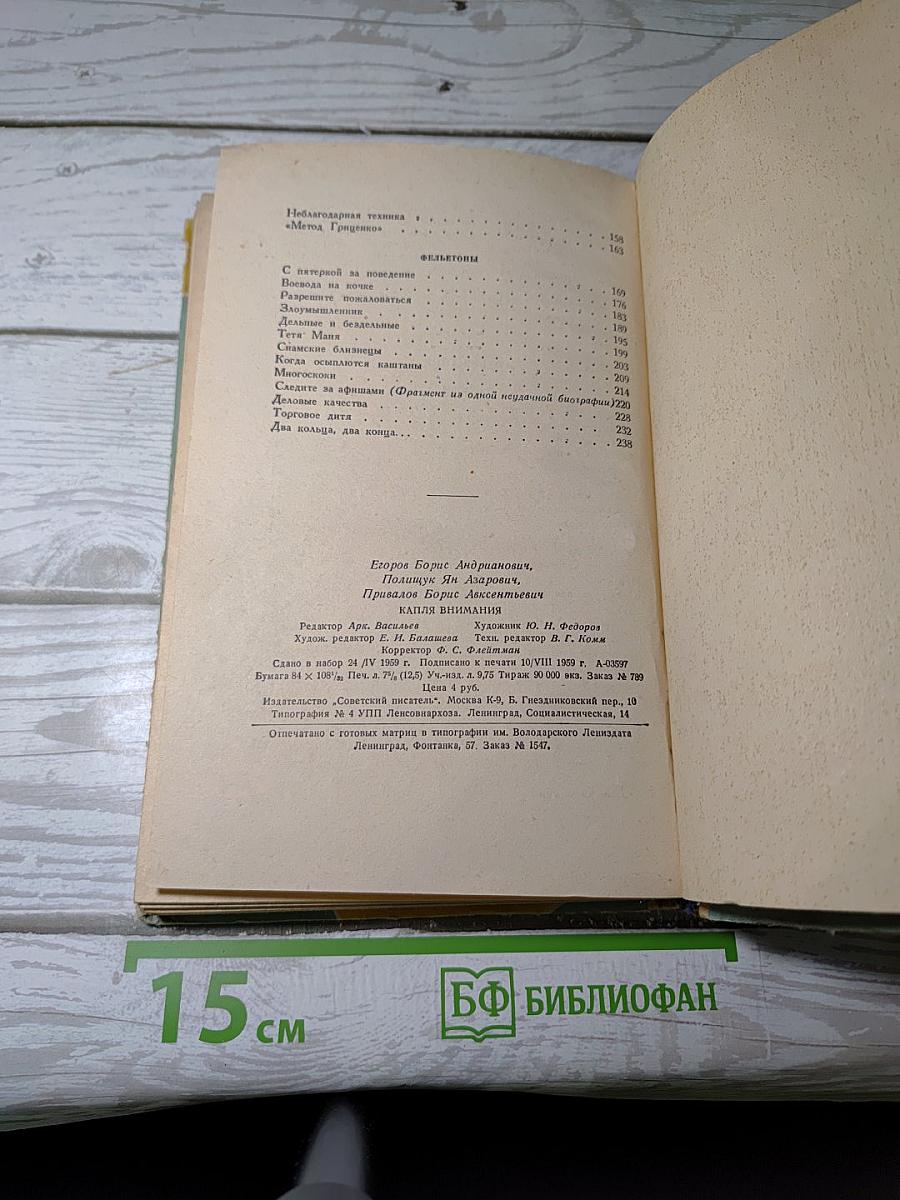 Неблагодарная техника . . . . . . . . . . . . 158
«Метод Гриценко» . . . . . . . . . . . . . 163
ФЕЛЬЕТОНЫ
С пятеркой за поведение . . . . . . . . . . . 169
Воевода на кочке . . . . . . . . . . . . . 176
Разрешите пожаловаться . . . . . . . . . . . 183
Злоумышленник . . . . . . . . . . . . . . 189
Дельные и бездельные . . . . . . . . . . . . 195
Тетя Маня . . . . . . . . . . . . . . . 199
Сиамские близнецы . . . . . . . . . . . . . 203
Когда осыплются каштаны . . . . . . . . . . . 209
Многоскоки . . . . . . . . . . . . . . . 214
Следите за афишами (Фрагмент из одной неудачной биографии) 220
Деловые качества . . . . . . . . . . . . . 228
Торговое дитя . . . . . . . . . . . . . . 232
Два кольца, два конца... . . . . . . . . . . . 238
Егоров Борис Андрианович,
Полищук Ян Азарович,
Привалов Борис Авксентьевич
КАПЛЯ ВНИМАНИЯ
Редактор Арк. Васильев Художник Ю. Н. Федоров
Худож. редактор Е. И. Балашева Техн. редактор В. Г. Комм
Корректор Ф. С. Флейтман
Сдано в набор 24/IV 1959 г. Подписано к печати 10/VIII 1959 г. А-03597
Бумага 84 × 108¹/₃₂ Печ. л. 7⁵/₈ (12,5) Уч.-изд. л. 9,75 Тираж 90 000 экз. Заказ № 789
Цена 4 руб.
Издательство „Советский писатель“. Москва К-9, Б. Гнездниковский пер., 10
Типография № 4 УПП Ленсовнархоза. Ленинград, Социалистическая, 14
Отпечатано с готовых матриц в типографии им. Володарского Лениздата
Ленинград, Фонтанка, 57. Заказ № 1547.
15 см
БФ БИБЛИОФАН